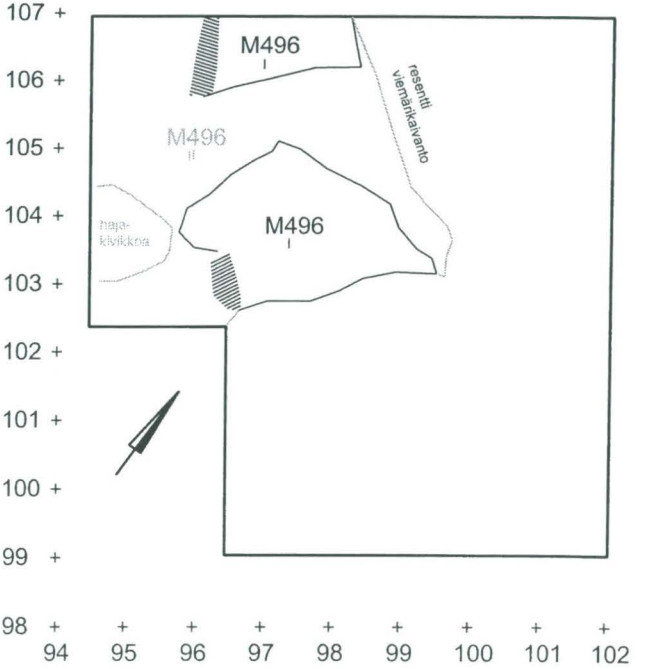 107 +
M496
I
106 +
resentti
viemärikaivanto
105 +
M496
II
104 +
haja-
kivikkoa
M496
I
103 +
102 +
101 +
100 +
99 +
98 + + + + + + + + +
94 95 96 97 98 99 100 101 102